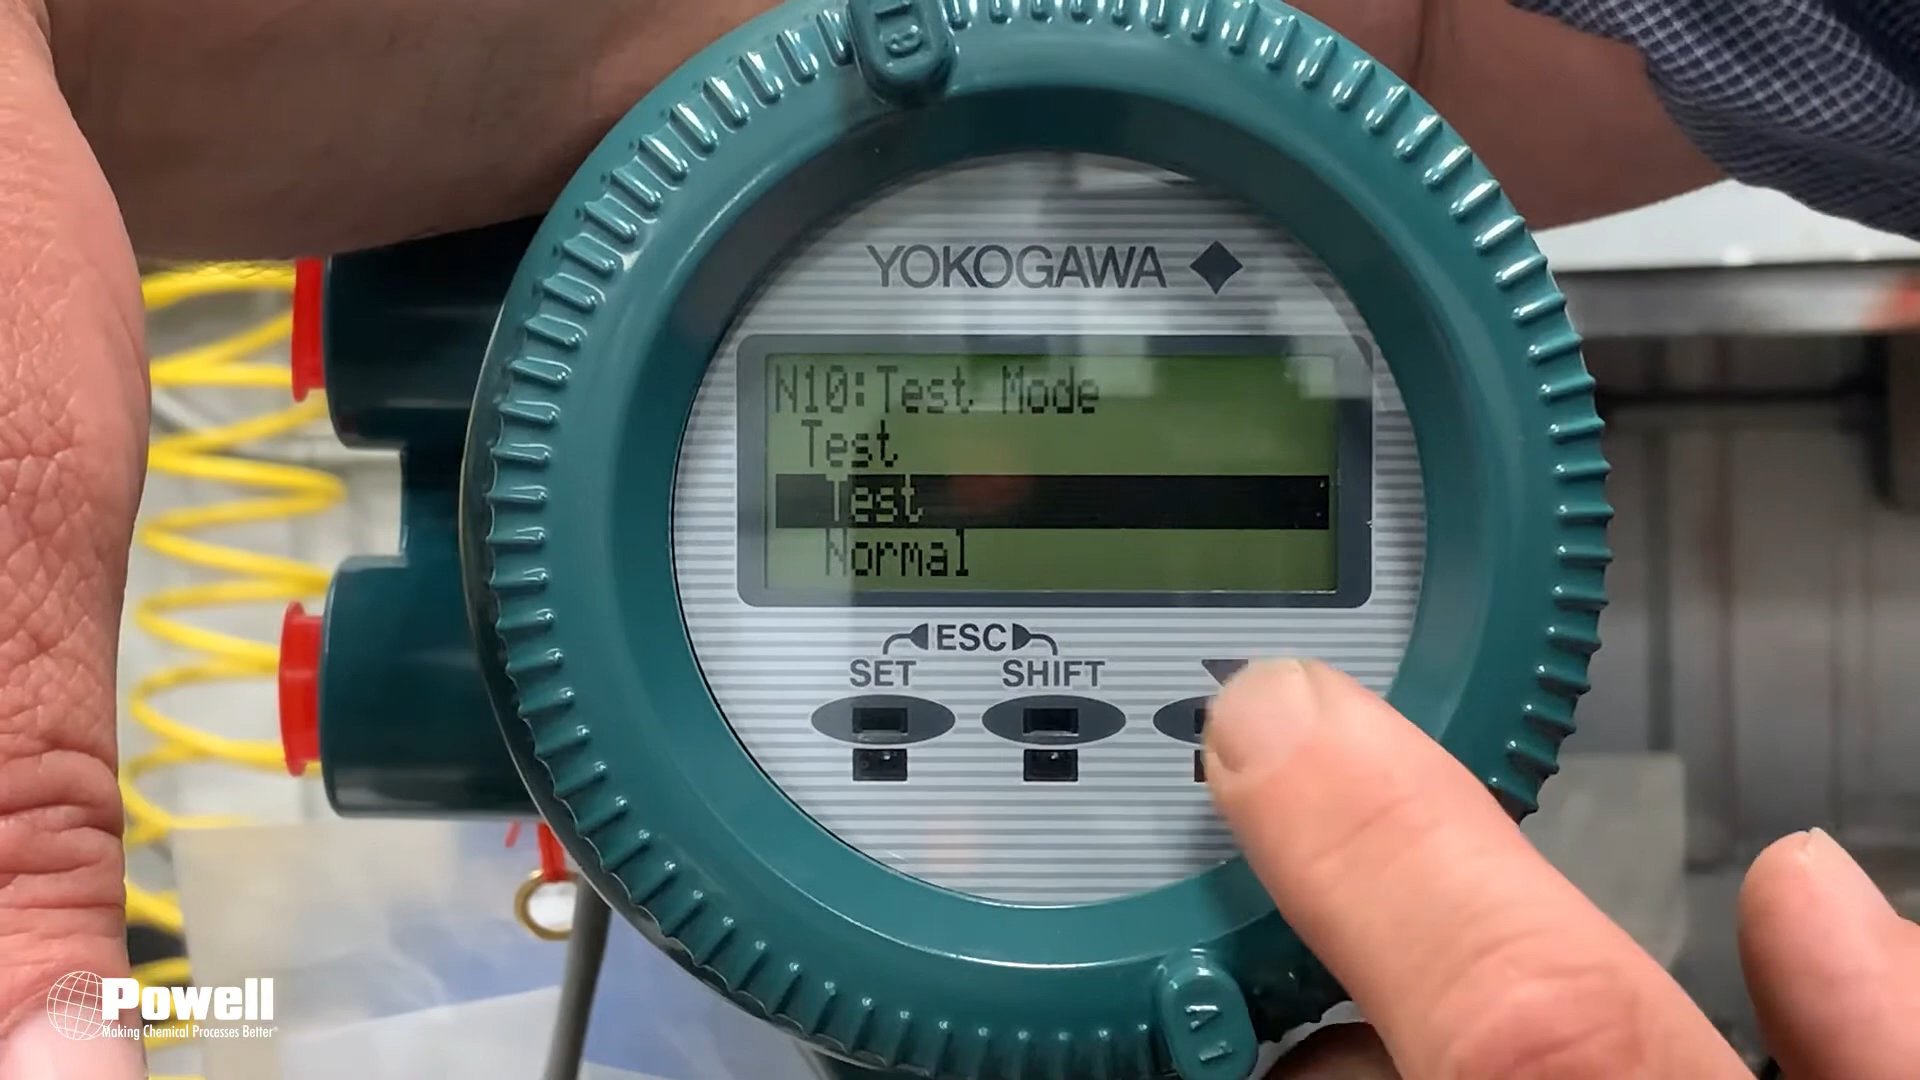 YOKOGAWA
N10:Test Mode
Test
Test
Normal
ESC
SET SHIFT
Powell
Making Chemical Processes Better